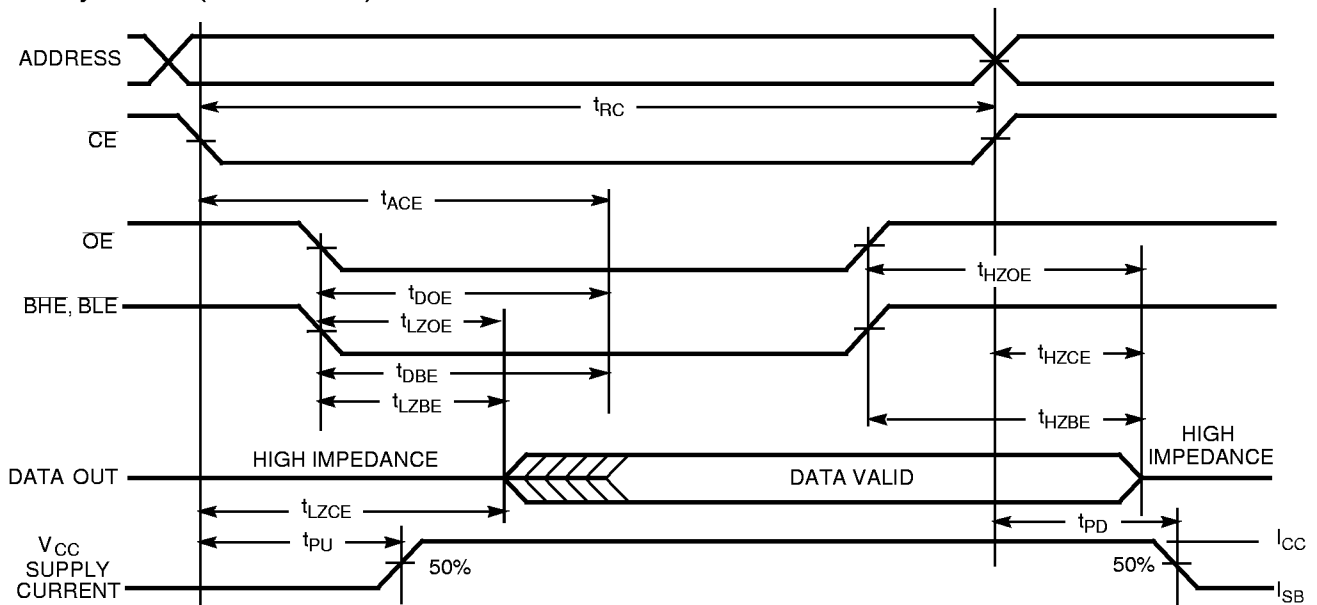 ADDRESS
tRC
CE
tACE
OE
tHZOE
tDOE
BHE, BLE
tLZOE
tHZCE
tDBE
tLZBE
tHZBE
HIGH
IMPEDANCE
HIGH IMPEDANCE
DATA OUT
DATA VALID
tLZCE
tPD
tPU
VCC
SUPPLY
CURRENT
50%
50%
ICC
ISB